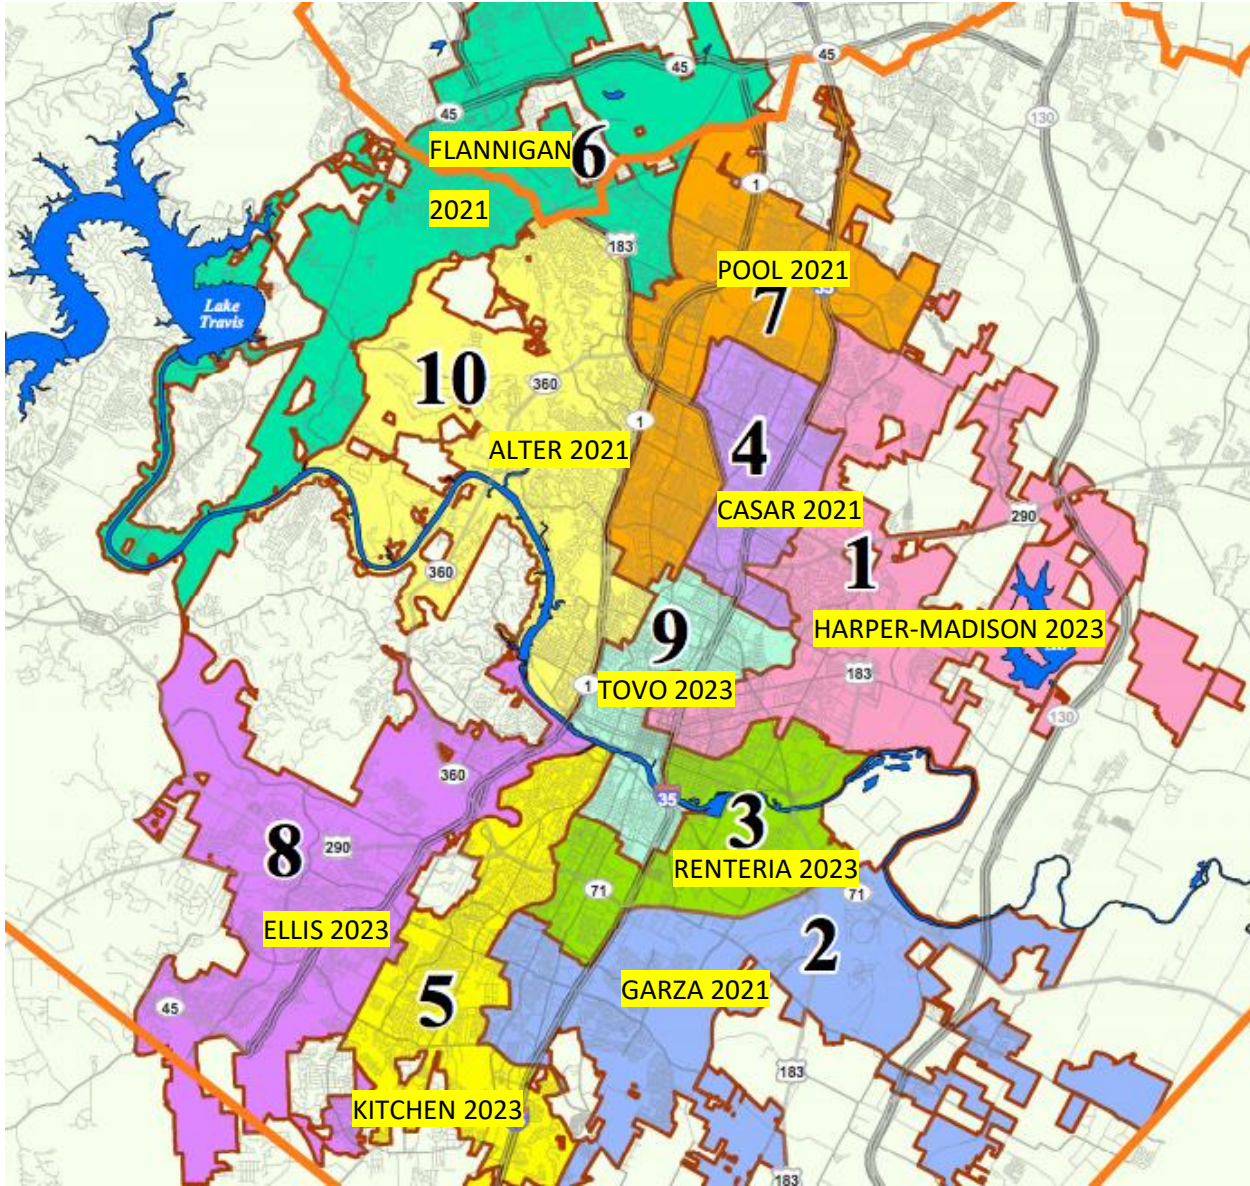 45
45
45
130
FLANNIGAN
6
1
2021
183
POOL 2021
35
7
Lake
Travis
10
360
1
4
ALTER 2021
CASAR 2021
290
1
360
9
HARPER-MADISON 2023
183
1
TOVO 2023
130
360
35
3
8
290
RENTERIA 2023
71
71
ELLIS 2023
2
5
GARZA 2021
45
183
KITCHEN 2023
183